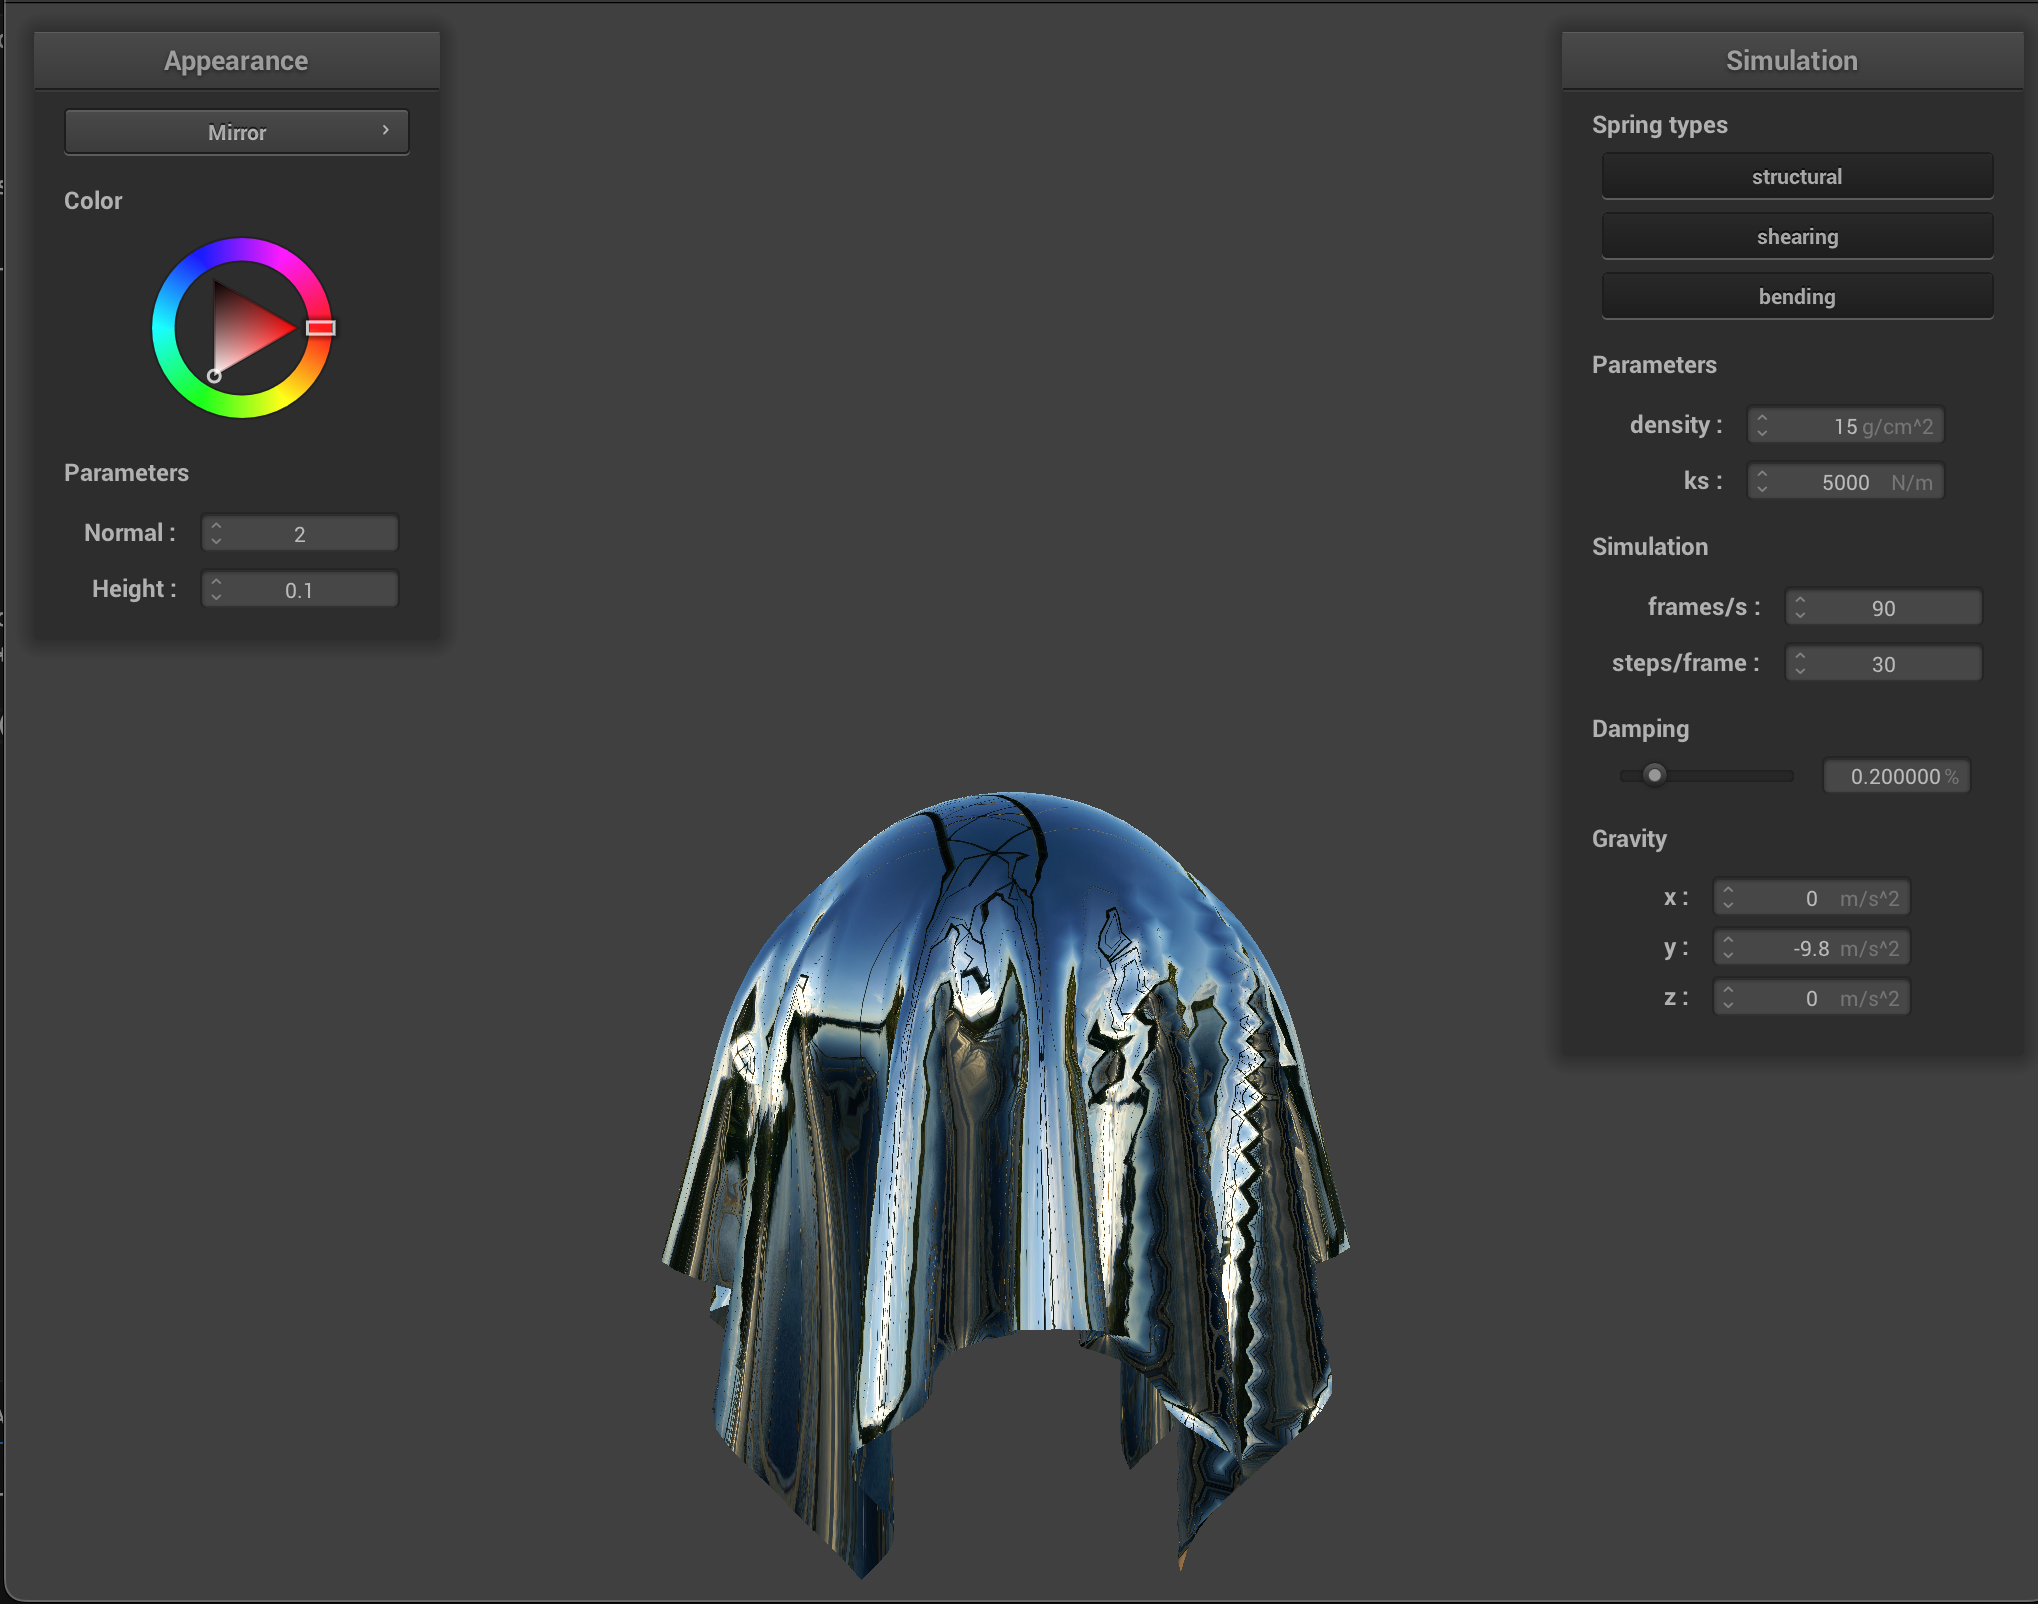 Appearance
Mirror
Color
Parameters
Normal : 2
Height : 0.1
Simulation
Spring types
structural
shearing
bending
Parameters
density : 15 g/cm^2
ks : 5000 N/m
Simulation
frames/s : 90
steps/frame : 30
Damping
0.200000 %
Gravity
x : 0 m/s^2
y : -9.8 m/s^2
z : 0 m/s^2